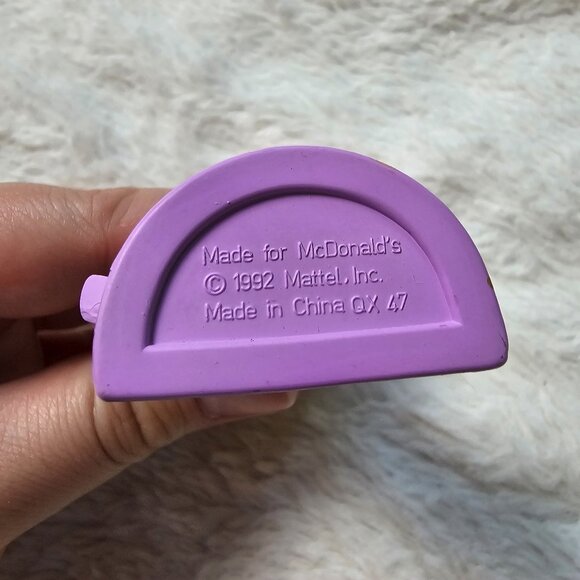 Made for McDonald's
© 1992 Mattel, Inc.
Made in China QX 47